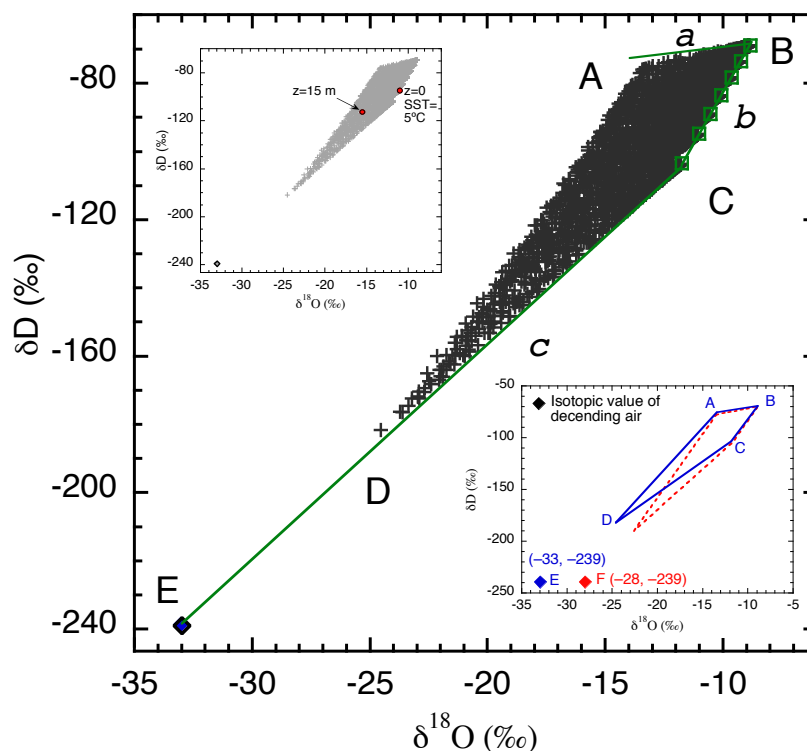 δD (‰)
-80
-120
-160
-200
-240
-35
-30
-25
-20
-15
-10
-5
δ18O (‰)
A
a
B
b
C
c
D
E
δD (‰)
-40
-80
-120
-160
-200
-240
-35
-30
-25
-20
-15
-10
δ18O (‰)
z=15 m
z=0
SST=
5ºC
Isotopic value of
decending air
δD (‰)
-50
-100
-150
-200
-250
A
B
C
D
(–33, –239)
E
F (–28, –239)
-35
-30
-25
-20
-15
-10
-5
δ18O (‰)